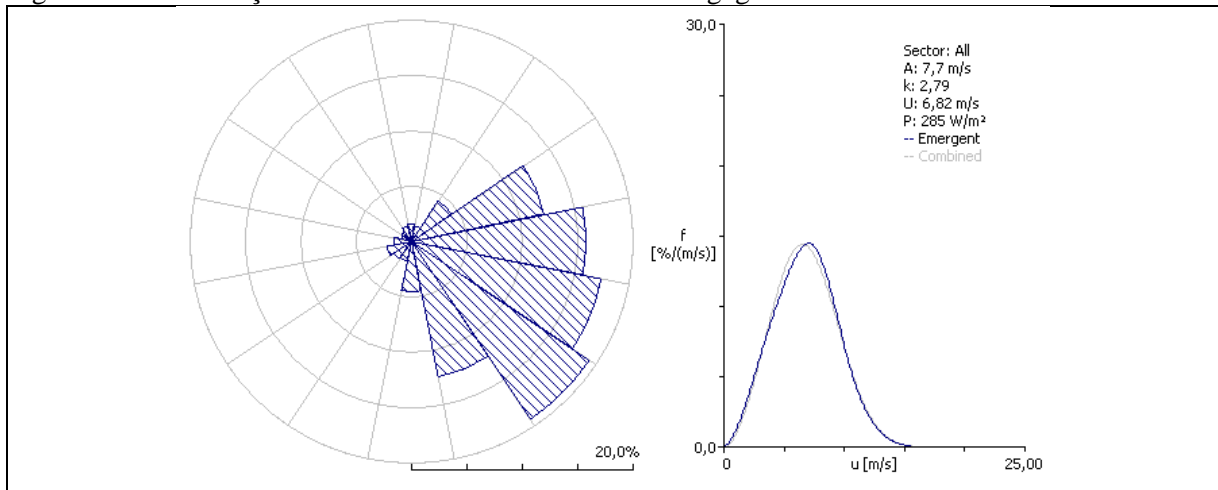 20,0%
30,0
f
[%/(m/s)]
0,0
0
u [m/s]
25,00
Sector: All
A: 7,7 m/s
k: 2,79
U: 6,82 m/s
P: 285 W/m²
-- Emergent
-- Combined